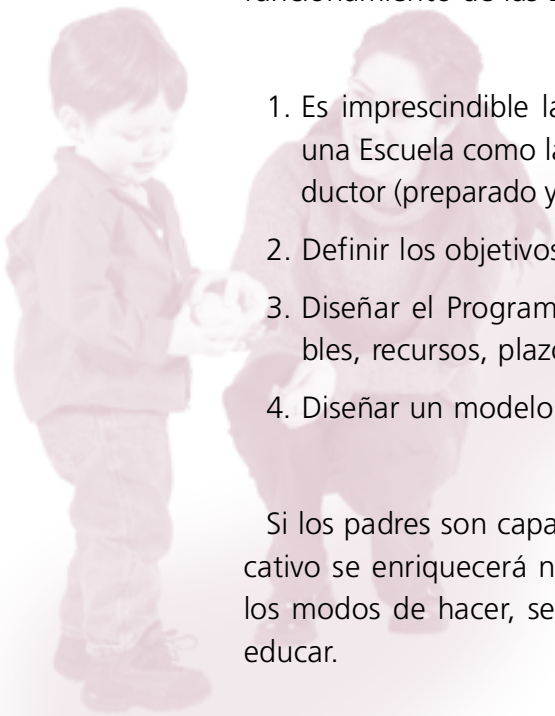 funcionamiento de las
1. Es imprescindible la
una Escuela como la
ductor (preparado y
2. Definir los objetivos
3. Diseñar el Program
bles, recursos, plazo
4. Diseñar un modelo
Si los padres son capa
cativo se enriquecerá n
los modos de hacer, se
educar.